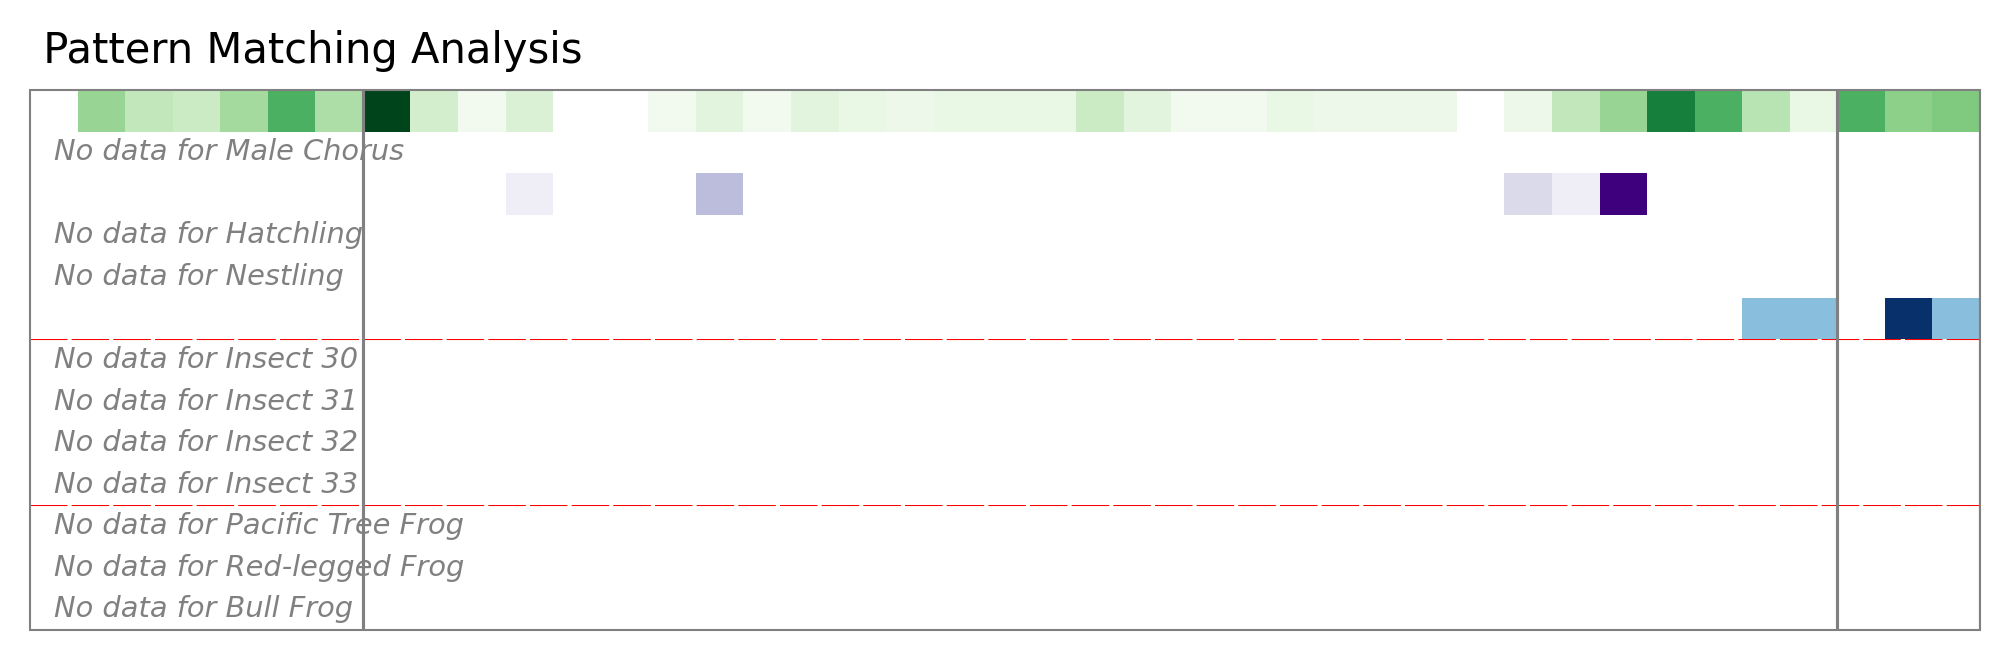 Pattern Matching Analysis
No data for Male Chorus
No data for Hatchling
No data for Nestling
No data for Insect 30
No data for Insect 31
No data for Insect 32
No data for Insect 33
No data for Pacific Tree Frog
No data for Red-legged Frog
No data for Bull Frog